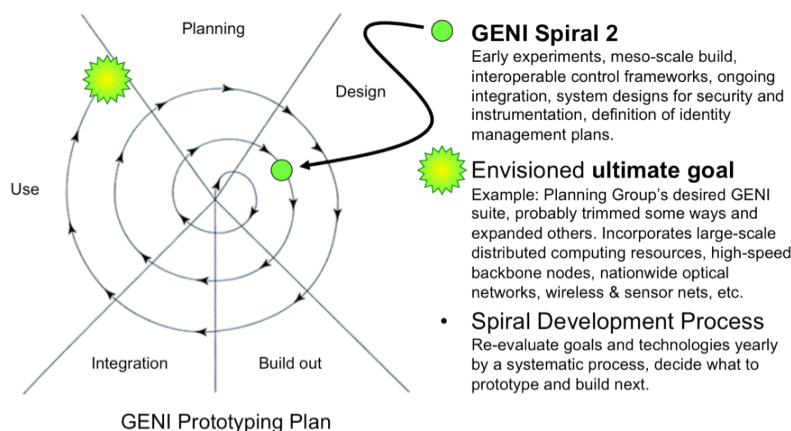 Planning
Design
Use
Integration
Build out
GENI Prototyping Plan
GENI Spiral 2
Early experiments, meso-scale build,
interoperable control frameworks, ongoing
integration, system designs for security and
instrumentation, definition of identity
management plans.
Envisioned ultimate goal
Example: Planning Group's desired GENI
suite, probably trimmed some ways and
expanded others. Incorporates large-scale
distributed computing resources, high-speed
backbone nodes, nationwide optical
networks, wireless & sensor nets, etc.
• Spiral Development Process
Re-evaluate goals and technologies yearly
by a systematic process, decide what to
prototype and build next.